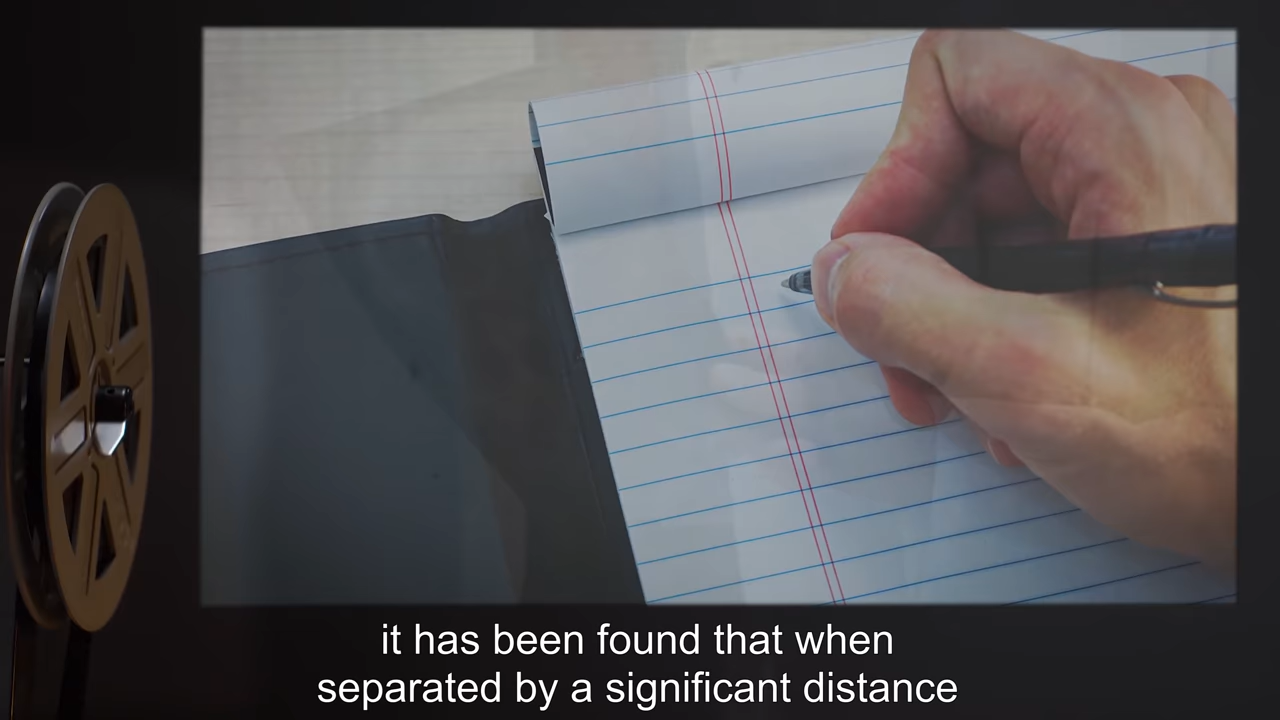 it has been found that when
separated by a significant distance